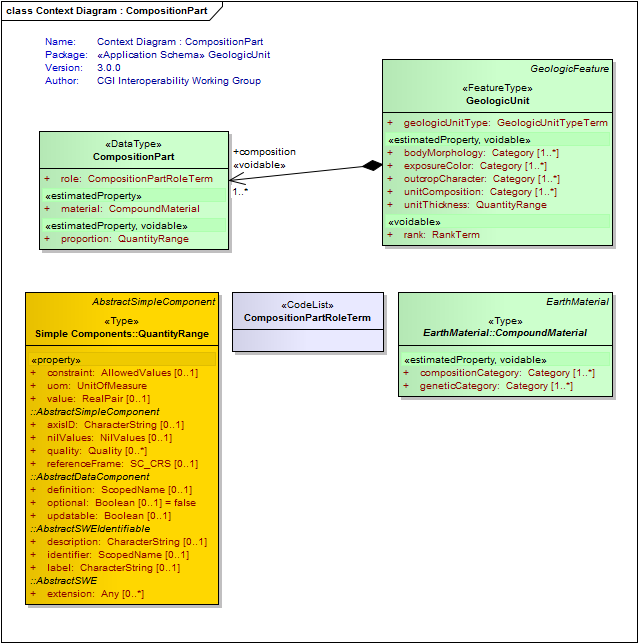 class Context Diagram : CompositionPart
Name: Context Diagram : CompositionPart
Package: «Application Schema» GeologicUnit
Version: 3.0.0
Author: CGI Interoperability Working Group
GeologicFeature
«FeatureType»
GeologicUnit
+ geologicUnitType: GeologicUnitTypeTerm
«estimatedProperty, voidable»
+ bodyMorphology: Category [1..*]
+ exposureColor: Category [1..*]
+ outcropCharacter: Category [1..*]
+ unitComposition: Category [1..*]
+ unitThickness: QuantityRange
«voidable»
+ rank: RankTerm
+composition
«voidable»
1..*
«DataType»
CompositionPart
+ role: CompositionPartRoleTerm
«estimatedProperty»
+ material: CompoundMaterial
«estimatedProperty, voidable»
+ proportion: QuantityRange
AbstractSimpleComponent
«Type»
Simple Components::QuantityRange
«property»
+ constraint: AllowedValues [0..1]
+ uom: UnitOfMeasure
+ value: RealPair [0..1]
::AbstractSimpleComponent
+ axisID: CharacterString [0..1]
+ nilValues: NilValues [0..1]
+ quality: Quality [0..*]
+ referenceFrame: SC_CRS [0..1]
::AbstractDataComponent
+ definition: ScopedName [0..1]
+ optional: Boolean [0..1] = false
+ updatable: Boolean [0..1]
::AbstractSWEIdentifiable
+ description: CharacterString [0..1]
+ identifier: ScopedName [0..1]
+ label: CharacterString [0..1]
::AbstractSWE
+ extension: Any [0..*]
«CodeList»
CompositionPartRoleTerm
EarthMaterial
«Type»
EarthMaterial::CompoundMaterial
«estimatedProperty, voidable»
+ compositionCategory: Category [1..*]
+ geneticCategory: Category [1..*]